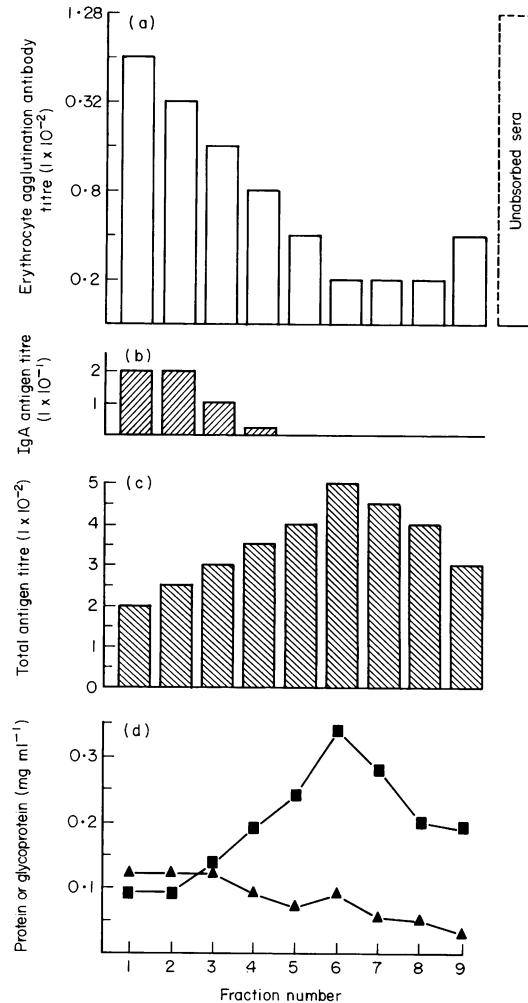 (a)
1·28
0·32
0·8
0·2
Erythrocyte agglutination antibody
titre (1 x 10⁻²)
Unabsorbed sera
(b)
2
1
IgA antigen titre
(1 x 10⁻¹)
(c)
5
4
3
2
1
0
Total antigen titre (1 x 10⁻²)
(d)
0·3
0·2
0·1
Protein or glycoprotein (mg ml⁻¹)
1 2 3 4 5 6 7 8 9
Fraction number